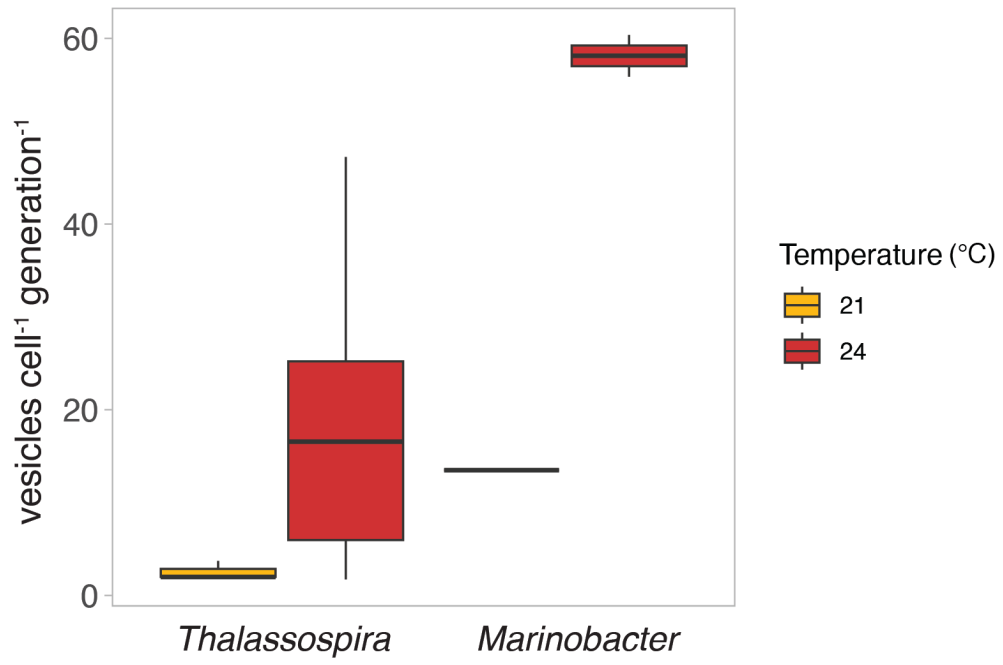 vesicles cell⁻¹ generation⁻¹
60
40
20
0
Thalassospira
Marinobacter
Temperature (°C)
21
24